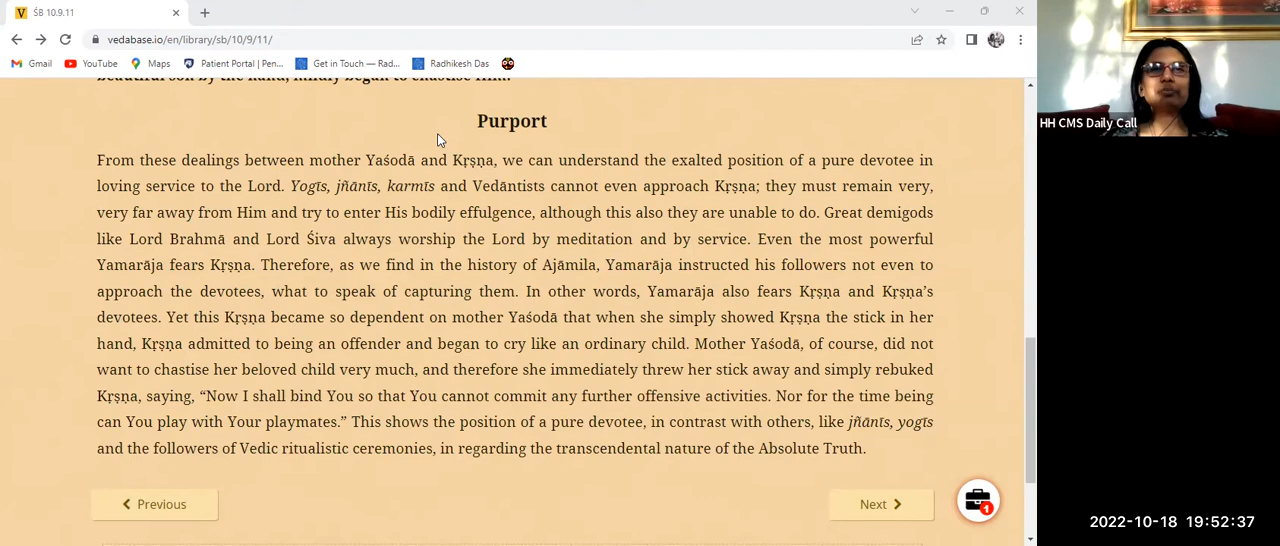 V ŚB 10.9.11
vedabase.io/en/library/sb/10/9/11/
Gmail YouTube Maps Patient Portal | Pen... Get in Touch — Rad... Radhikesh Das
beautiful son by the hand, mildly began to chastise Him.
Purport
From these dealings between mother Yaśodā and Kṛṣṇa, we can understand the exalted position of a pure devotee in
loving service to the Lord. Yogīs, jñānīs, karmīs and Vedāntists cannot even approach Kṛṣṇa; they must remain very,
very far away from Him and try to enter His bodily effulgence, although this also they are unable to do. Great demigods
like Lord Brahmā and Lord Śiva always worship the Lord by meditation and by service. Even the most powerful
Yamarāja fears Kṛṣṇa. Therefore, as we find in the history of Ajāmila, Yamarāja instructed his followers not even to
approach the devotees, what to speak of capturing them. In other words, Yamarāja also fears Kṛṣṇa and Kṛṣṇa’s
devotees. Yet this Kṛṣṇa became so dependent on mother Yaśodā that when she simply showed Kṛṣṇa the stick in her
hand, Kṛṣṇa admitted to being an offender and began to cry like an ordinary child. Mother Yaśodā, of course, did not
want to chastise her beloved child very much, and therefore she immediately threw her stick away and simply rebuked
Kṛṣṇa, saying, “Now I shall bind You so that You cannot commit any further offensive activities. Nor for the time being
can You play with Your playmates.” This shows the position of a pure devotee, in contrast with others, like jñānīs, yogīs
and the followers of Vedic ritualistic ceremonies, in regarding the transcendental nature of the Absolute Truth.
Previous Next
1
HH CMS Daily Call
2022-10-18 19:52:37